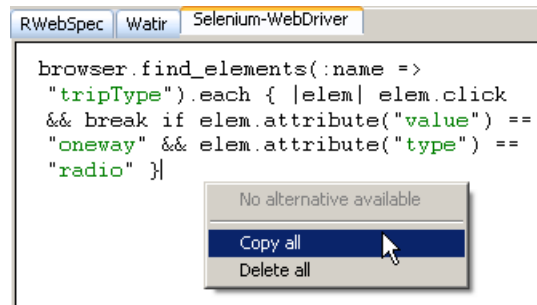 RWebSpec Watir Selenium-WebDriver
browser.find_elements(:name =>
"tripType").each { |elem| elem.click
&& break if elem.attribute("value") ==
"oneway" && elem.attribute("type") ==
"radio" }
No alternative available
Copy all
Delete all